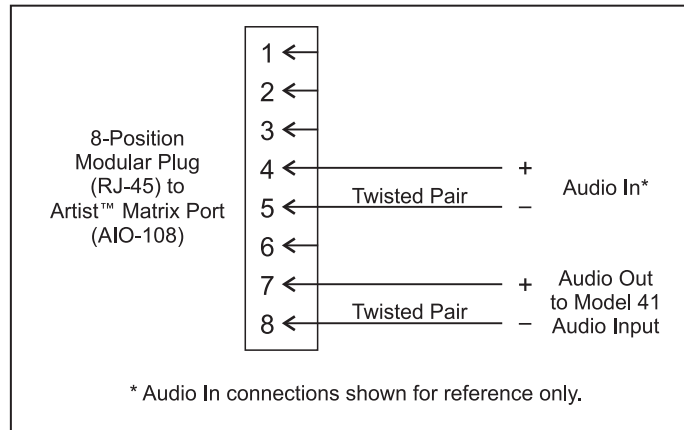 8-Position
Modular Plug
(RJ-45) to
Artist™ Matrix Port
(AIO-108)
1
2
3
4
5
6
7
8
Twisted Pair
+
−
Audio In*
Twisted Pair
+
−
Audio Out
to Model 41
Audio Input
* Audio In connections shown for reference only.